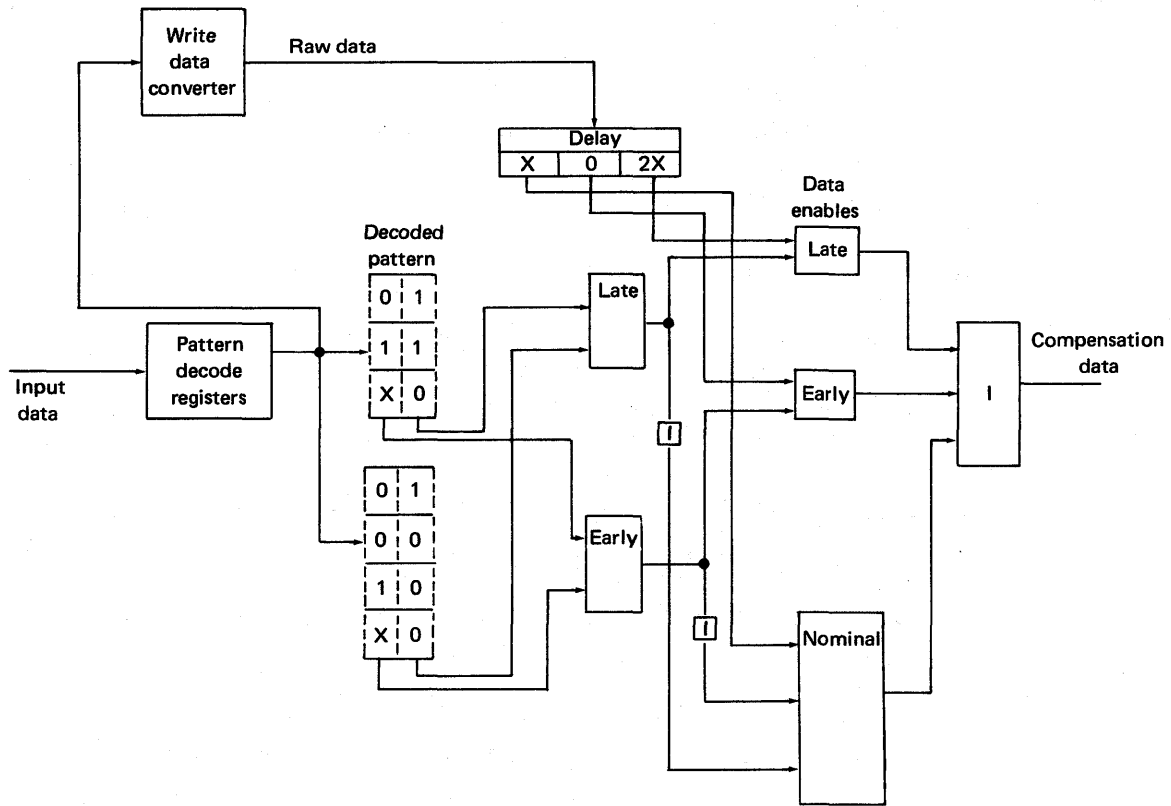 Write
data
converter
Raw data
Delay
X 0 2X
Data
enables
Late
Decoded
pattern
0 1
1 1
X 0
Late
Pattern
decode
registers
Input
data
Compensation
data
I
Early
I
0 1
0 0
1 0
X 0
Early
I
Nominal